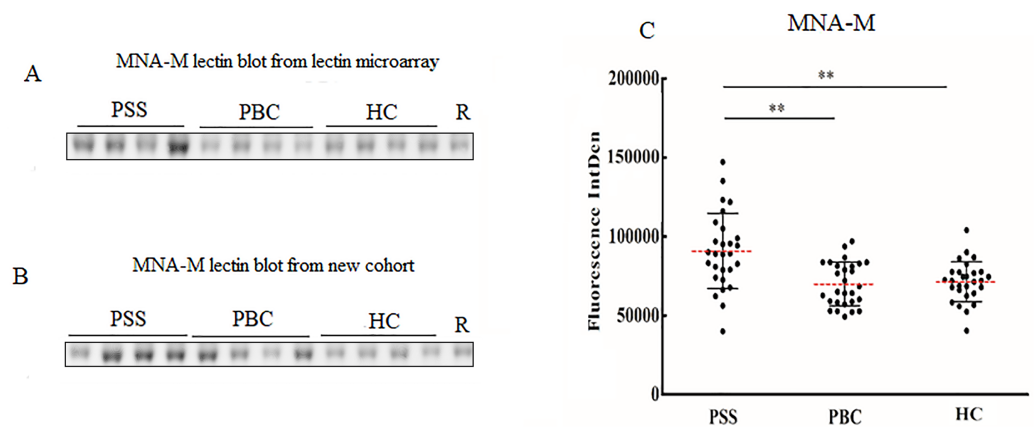 A
MNA-M lectin blot from lectin microarray
PSS PBC HC R
B
MNA-M lectin blot from new cohort
PSS PBC HC R
C MNA-M
Fluorescence IntDen
200000
150000
100000
50000
0
**
**
PSS PBC HC